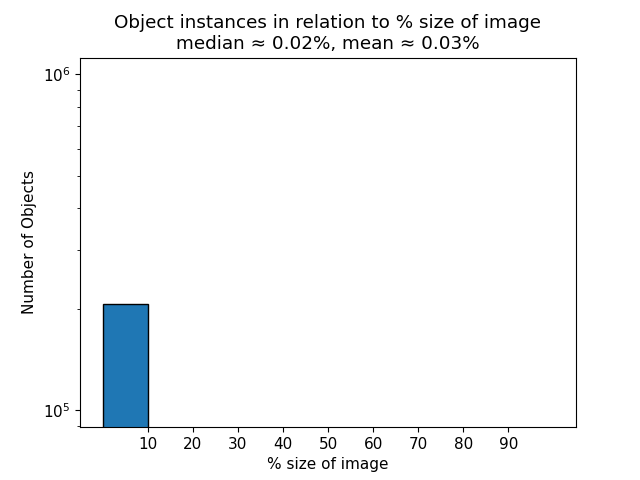 Object instances in relation to % size of image
median ≈ 0.02%, mean ≈ 0.03%
10⁶
Number of Objects
10⁵
10 20 30 40 50 60 70 80 90
% size of image